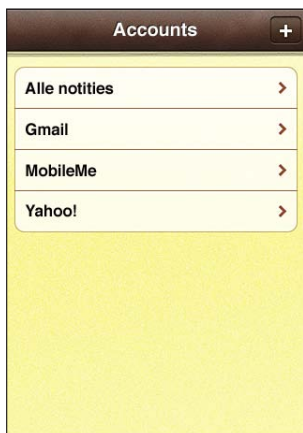 Accounts +
Alle notities
Gmail
MobileMe
Yahoo!